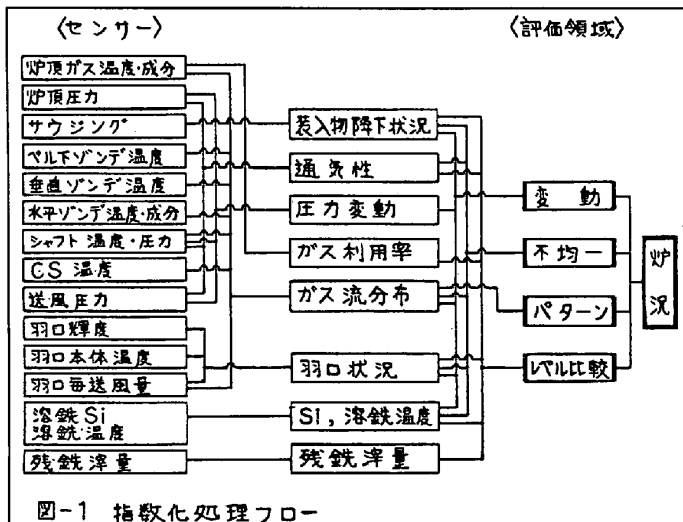 〈センサー〉
〈評価領域〉
炉頂ガス温度・成分
炉頂圧力
サウジング
ベル下ゾンデ温度
垂直ゾンデ温度
水平ゾンデ温度・成分
シャフト温度・圧力
CS温度
送風圧力
羽口輝度
羽口本体温度
羽口毎送風量
溶銑Si
溶銑温度
残銑滓量
装入物降下状況
通気性
圧力変動
ガス利用率
ガス流分布
羽口状況
Si, 溶銑温度
残銑滓量
変動
不均一
パターン
レベル比較
炉況
図-1 指数化処理フロー